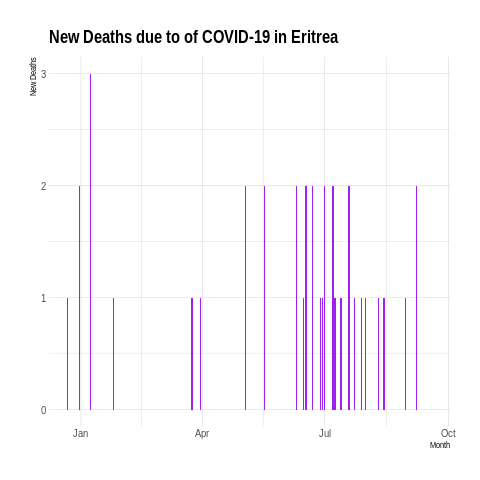 New Deaths due to of COVID-19 in Eritrea
New Deaths
3
2
1
0
Jan Apr Jul Oct
Month